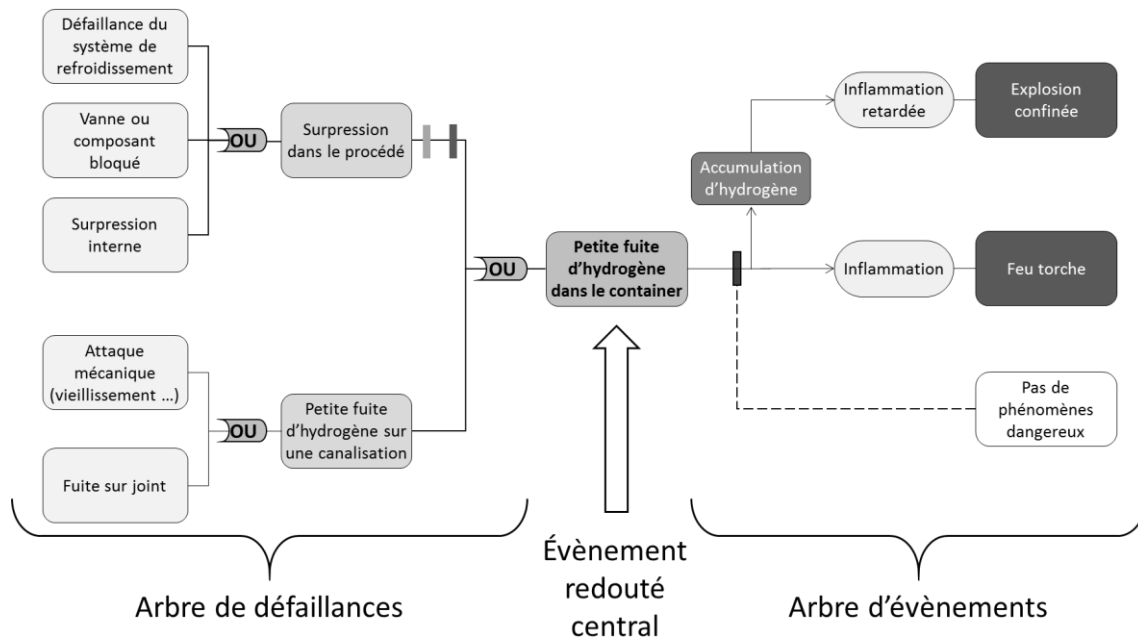 Défaillance du
système de
refroidissement
Vanne ou
composant
bloqué
Surpression
interne
OU
Surpression
dans le procédé
Attaque
mécanique
(vieillissement ...)
Fuite sur joint
OU
Petite fuite
d'hydrogène sur
une canalisation
OU
Petite fuite
d'hydrogène
dans le container
Accumulation
d'hydrogène
Inflammation
retardée
Explosion
confinée
Inflammation
Feu torche
Pas de
phénomènes
dangereux
Arbre de défaillances
Évènement
redouté
central
Arbre d'évènements